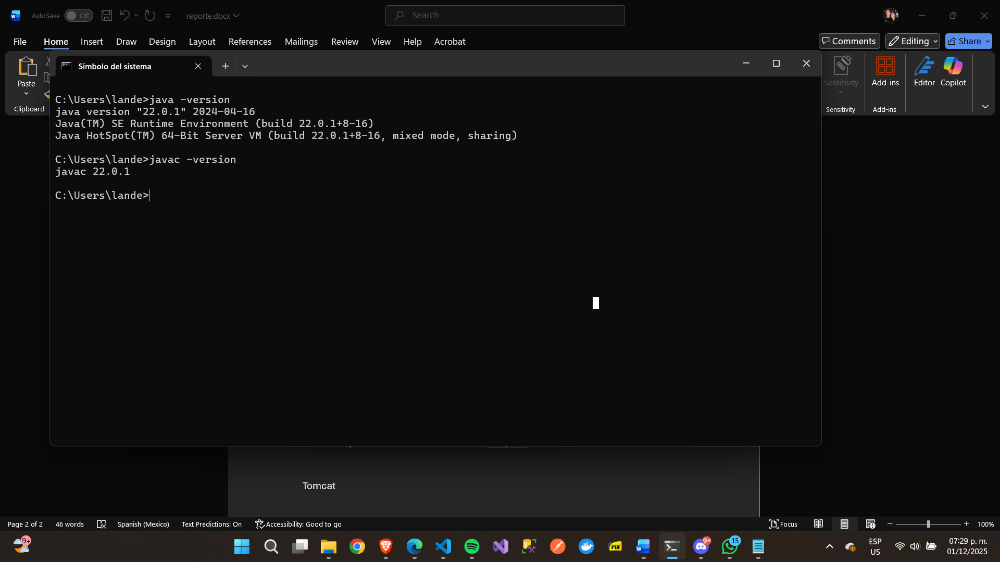 AutoSave Off reporte.docx Search
File Home Insert Draw Design Layout References Mailings Review View Help Acrobat Comments Editing Share
Paste
Clipboard
Símbolo del sistema
Sensitivity Add-ins Editor Copilot
Sensitivity Add-ins
C:\Users\lande>java -version
java version "22.0.1" 2024-04-16
Java(TM) SE Runtime Environment (build 22.0.1+8-16)
Java HotSpot(TM) 64-Bit Server VM (build 22.0.1+8-16, mixed mode, sharing)
C:\Users\lande>javac -version
javac 22.0.1
C:\Users\lande>
Tomcat
Page 2 of 2 46 words Spanish (Mexico) Text Predictions: On Accessibility: Good to go Focus 100%
9+ PDF 9+ 15 ESP 07:29 p. m.
US 01/12/2025